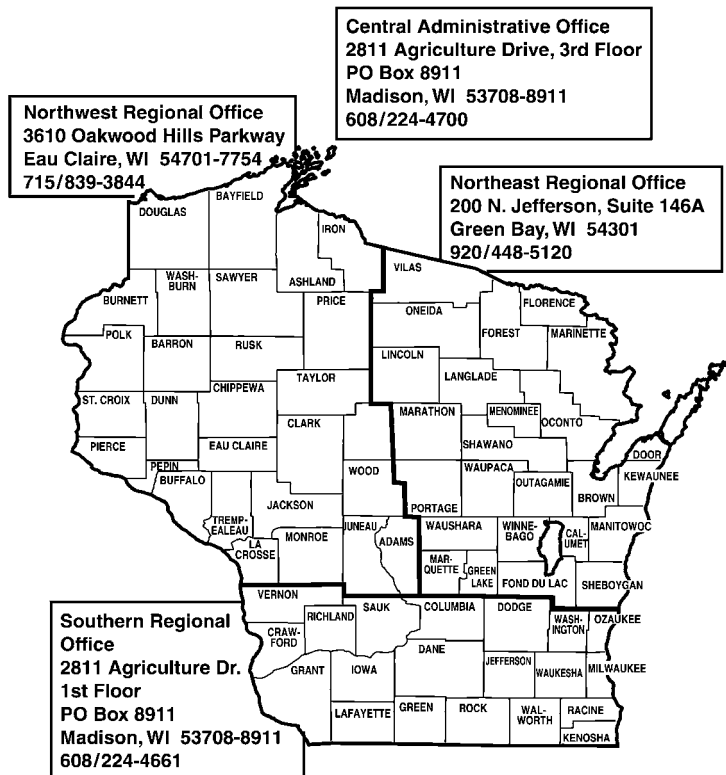 Central Administrative Office
2811 Agriculture Drive, 3rd Floor
PO Box 8911
Madison, WI 53708-8911
608/224-4700
Northwest Regional Office
3610 Oakwood Hills Parkway
Eau Claire, WI 54701-7754
715/839-3844
Northeast Regional Office
200 N. Jefferson, Suite 146A
Green Bay, WI 54301
920/448-5120
DOUGLAS
BAYFIELD
IRON
ASHLAND
VILAS
WASH-
BURN
SAWYER
BURNETT
PRICE
ONEIDA
FLORENCE
FOREST
MARINETTE
POLK
BARRON
RUSK
LINCOLN
LANGLADE
TAYLOR
CHIPPEWA
ST. CROIX
DUNN
MARATHON
MENOMINEE
OCONTO
CLARK
PIERCE
EAU CLAIRE
SHAWANO
DOOR
PEPIN
BUFFALO
WOOD
WAUPACA
OUTAGAMIE
KEWAUNEE
BROWN
JACKSON
PORTAGE
TREMP-
EALEAU
LA
CROSSE
MONROE
JUNEAU
ADAMS
WAUSHARA
WINNE-
BAGO
CAL-
UMET
MANITOWOC
MAR-
QUETTE
GREEN
LAKE
FOND DU LAC
SHEBOYGAN
VERNON
RICHLAND
SAUK
COLUMBIA
DODGE
WASH-
INGTON
OZAUKEE
CRAW-
FORD
DANE
GRANT
IOWA
JEFFERSON
WAUKESHA
MILWAUKEE
LAFAYETTE
GREEN
ROCK
WAL-
WORTH
RACINE
KENOSHA
Southern Regional
Office
2811 Agriculture Dr.
1st Floor
PO Box 8911
Madison, WI 53708-8911
608/224-4661